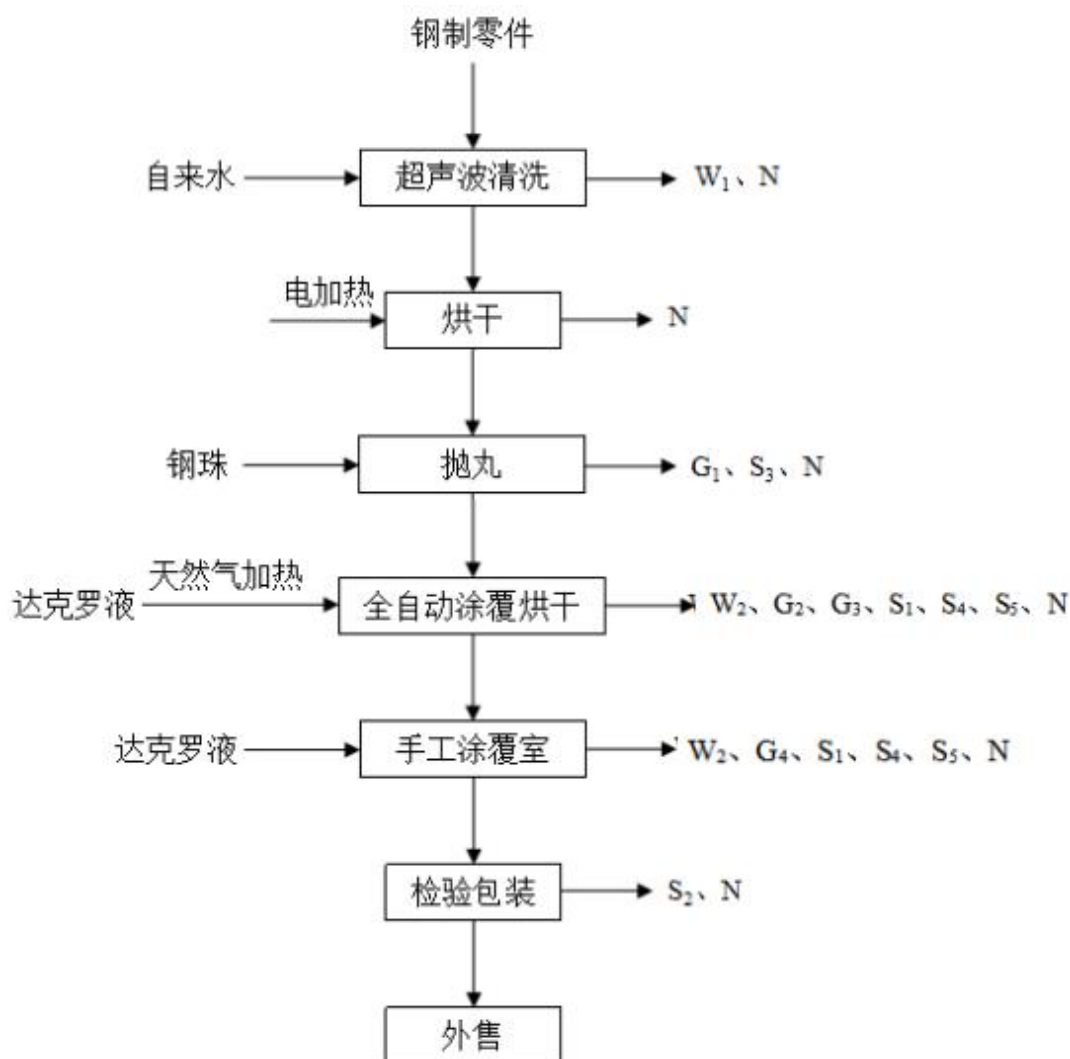 钢制零件
自来水 超声波清洗 W₁、N
电加热 烘干 N
钢珠 抛丸 G₁、S₃、N
达克罗液 天然气加热 全自动涂覆烘干 W₂、G₂、G₃、S₁、S₄、S₅、N
达克罗液 手工涂覆室 W₂、G₄、S₁、S₄、S₅、N
检验包装 S₂、N
外售